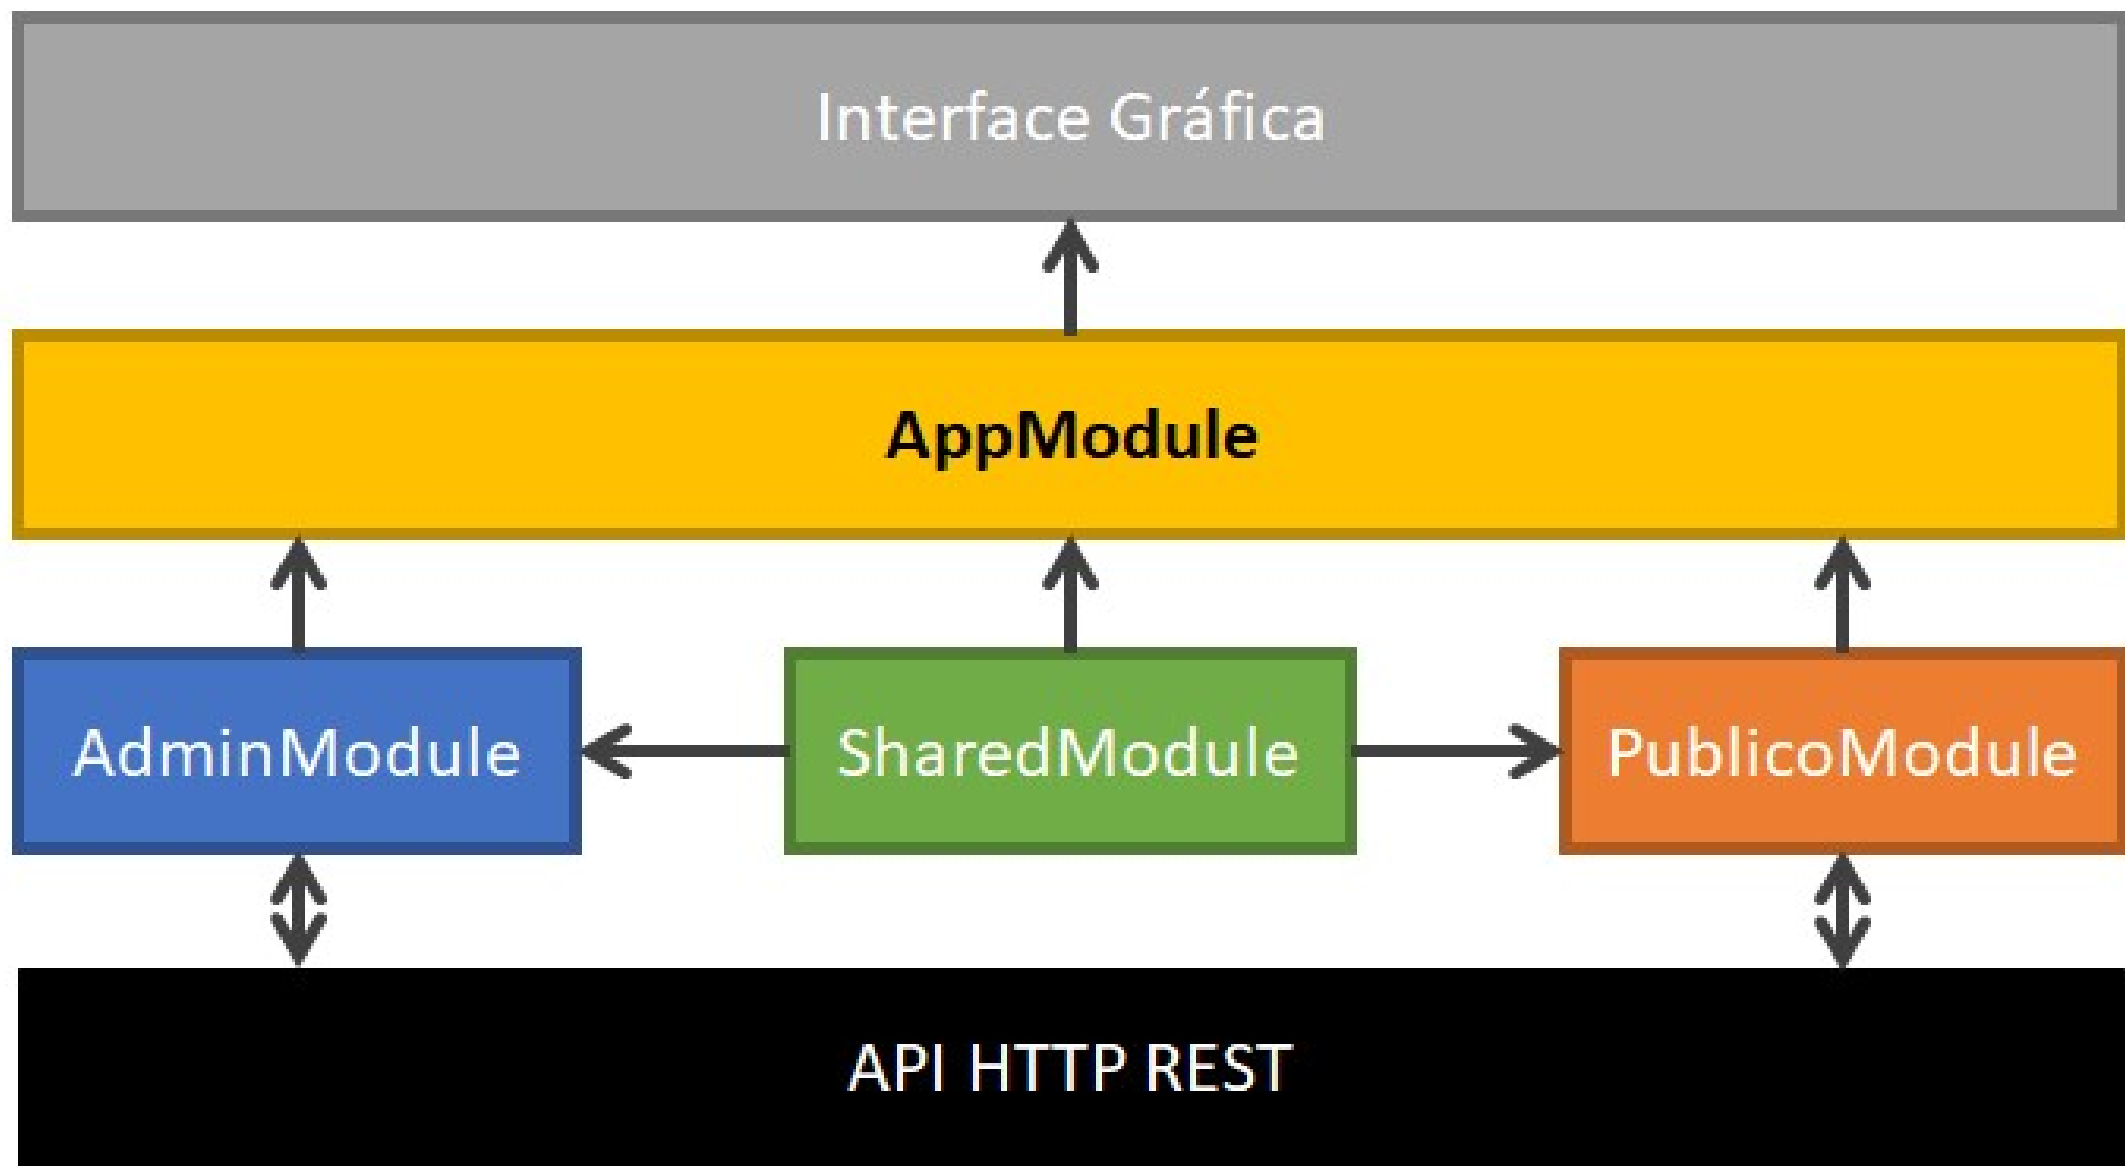 Interface Gráfica
AppModule
AdminModule
SharedModule
PublicoModule
API HTTP REST